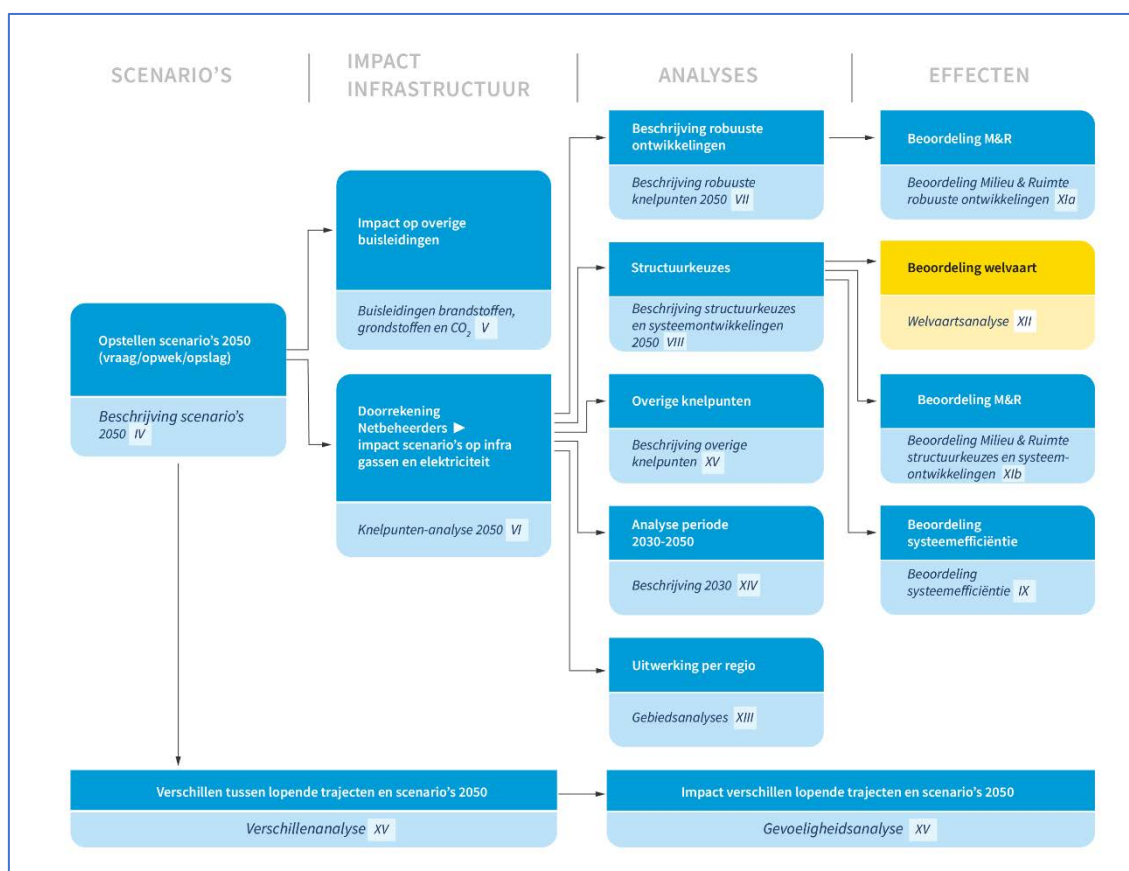 SCENARIO'S
IMPACT
INFRASTRUCTUUR
ANALYSES
EFFECTEN
Opstellen scenario's 2050
(vraag/opwek/opslag)
Beschrijving scenario's
2050 IV
Impact op overige
buisleidingen
Buisleidingen brandstoffen,
grondstoffen en CO₂ V
Doorrekening
Netbeheerders ▶
impact scenario's op infra
gassen en elektriciteit
Knelpunten-analyse 2050 VI
Beschrijving robuuste
ontwikkelingen
Beschrijving robuuste
knelpunten 2050 VII
Structuurkeuzes
Beschrijving structuurkeuzes
en systeemontwikkelingen
2050 VIII
Overige knelpunten
Beschrijving overige
knelpunten XV
Analyse periode
2030-2050
Beschrijving 2030 XIV
Uitwerking per regio
Gebiedsanalyses XIII
Beoordeling M&R
Beoordeling Milieu & Ruimte
robuuste ontwikkelingen XIa
Beoordeling welvaart
Welvaartsanalyse XII
Beoordeling M&R
Beoordeling Milieu & Ruimte
structuurkeuzes en systeem-
ontwikkelingen XIb
Beoordeling
systeemefficiëntie
Beoordeling
systeemefficiëntie IX
Verschillen tussen lopende trajecten en scenario's 2050
Verschillenanalyse XV
Impact verschillen lopende trajecten en scenario's 2050
Gevoeligheidsanalyse XV